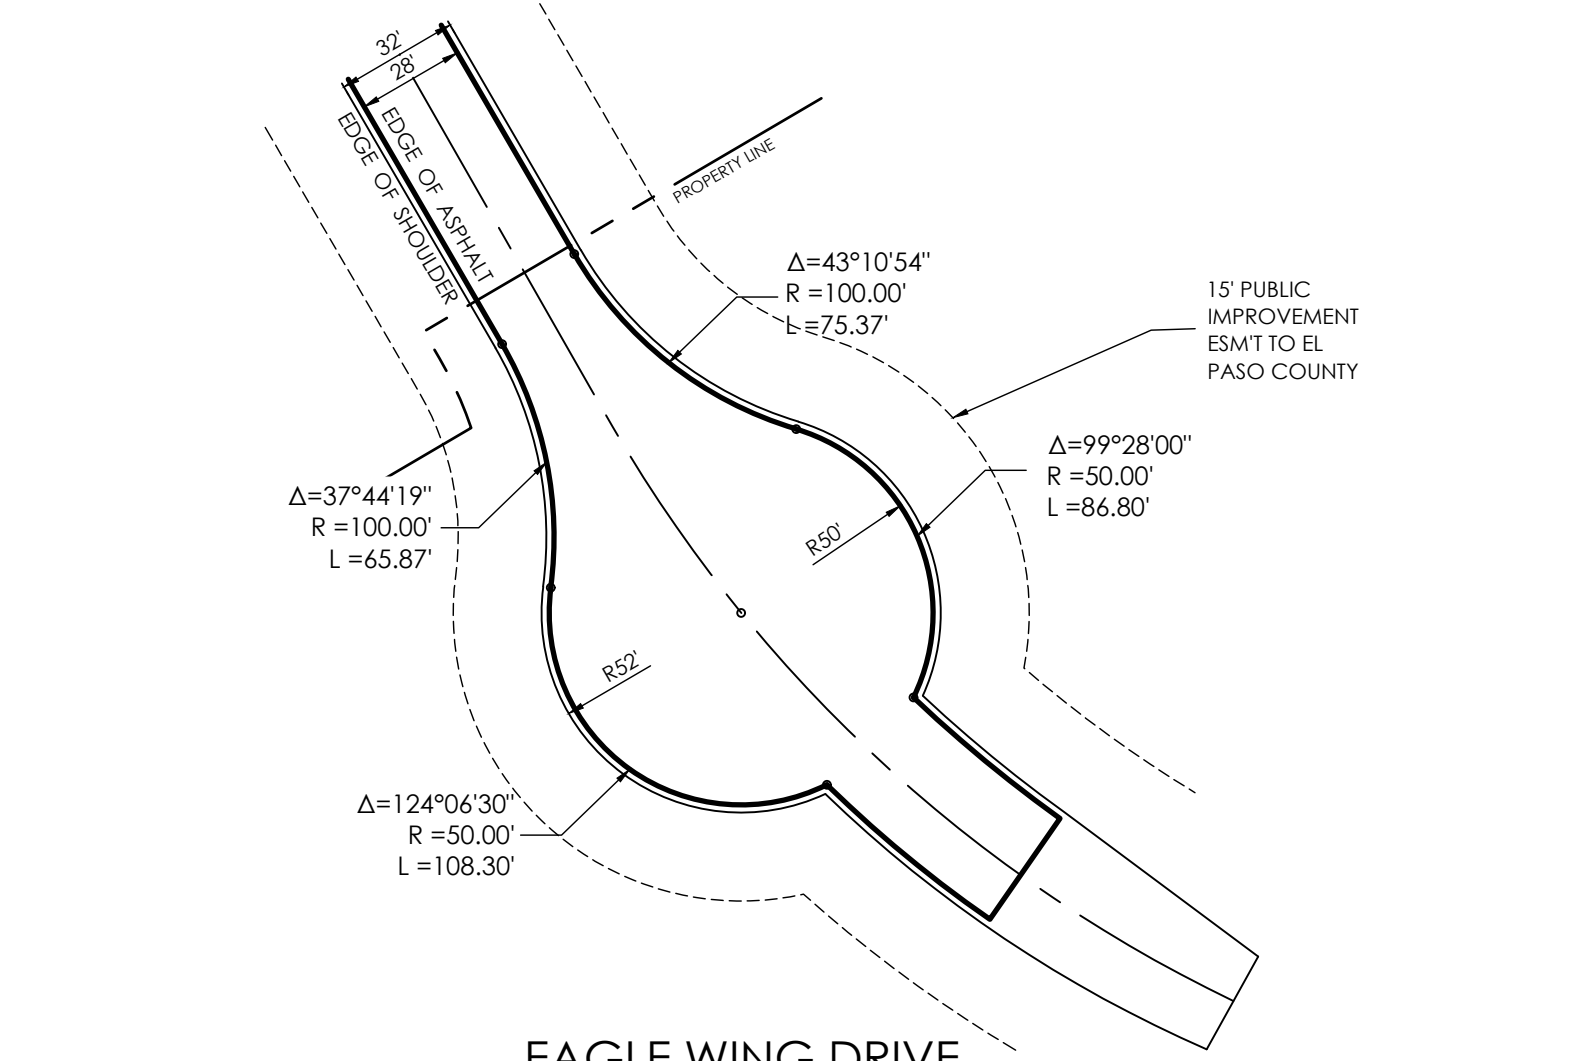 32'
28'
EDGE OF ASPHALT
EDGE OF SHOULDER
PROPERTY LINE
Δ=43°10'54"
R =100.00'
L =75.37'
15' PUBLIC
IMPROVEMENT
ESM'T TO EL
PASO COUNTY
Δ=99°28'00"
R =50.00'
L =86.80'
Δ=37°44'19"
R =100.00'
L =65.87'
R50'
R52'
Δ=124°06'30"
R =50.00'
L =108.30'
EAGLE WING DRIVE